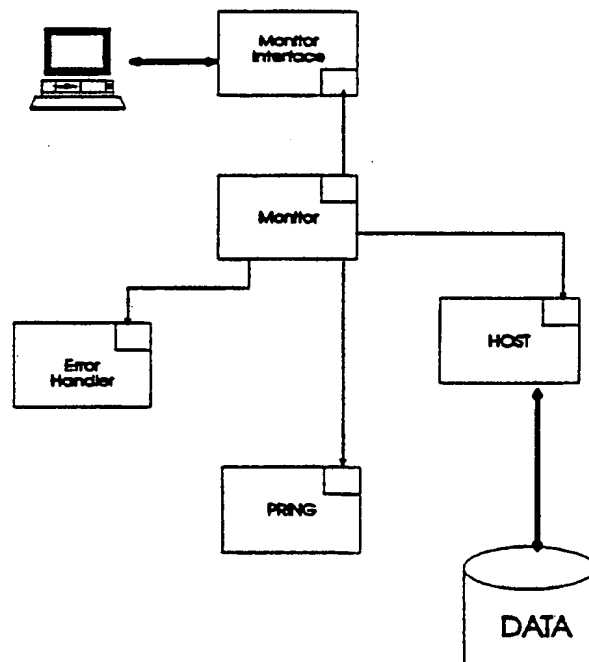 Monitor
Interface
Monitor
HOST
Error
Handler
PRING
DATA